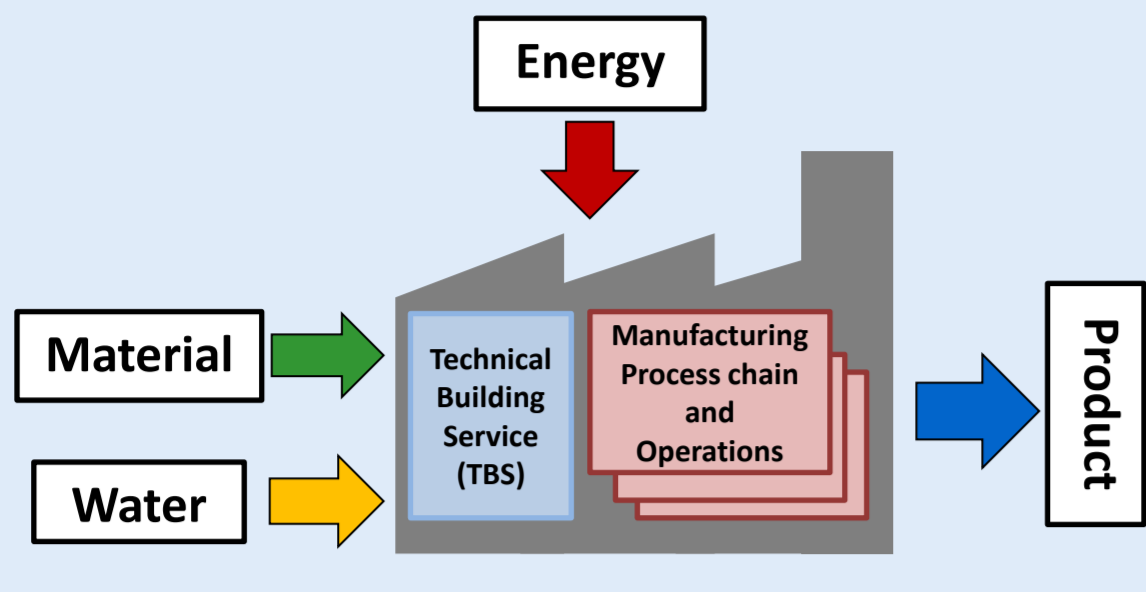 Energy
Material
Water
Technical
Building
Service
(TBS)
Manufacturing
Process chain
and
Operations
Product